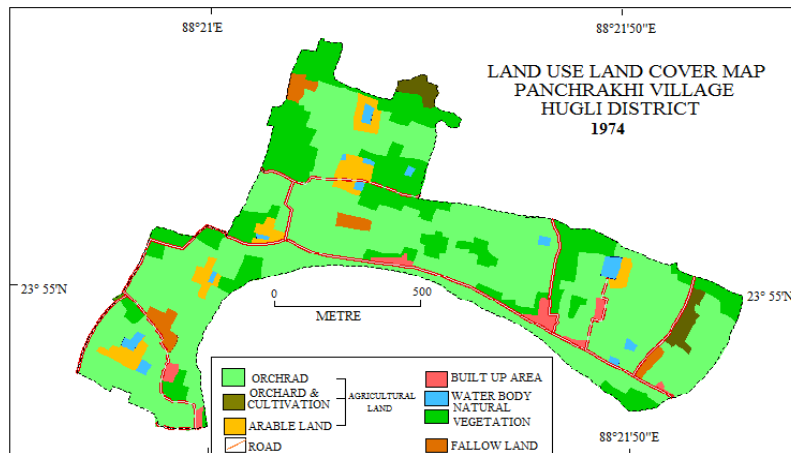 88°21'E
88°21'50"E
LAND USE LAND COVER MAP
PANCHRAKHI VILLAGE
HUGLI DISTRICT
1974
23° 55'N
23° 55'N
0
500
METRE
ORCHRAD
ORCHARD &
CULTIVATION
ARABLE LAND
ROAD
AGRICULTURAL
LAND
BUILT UP AREA
WATER BODY
NATURAL
VEGETATION
FALLOW LAND
88°21'50"E